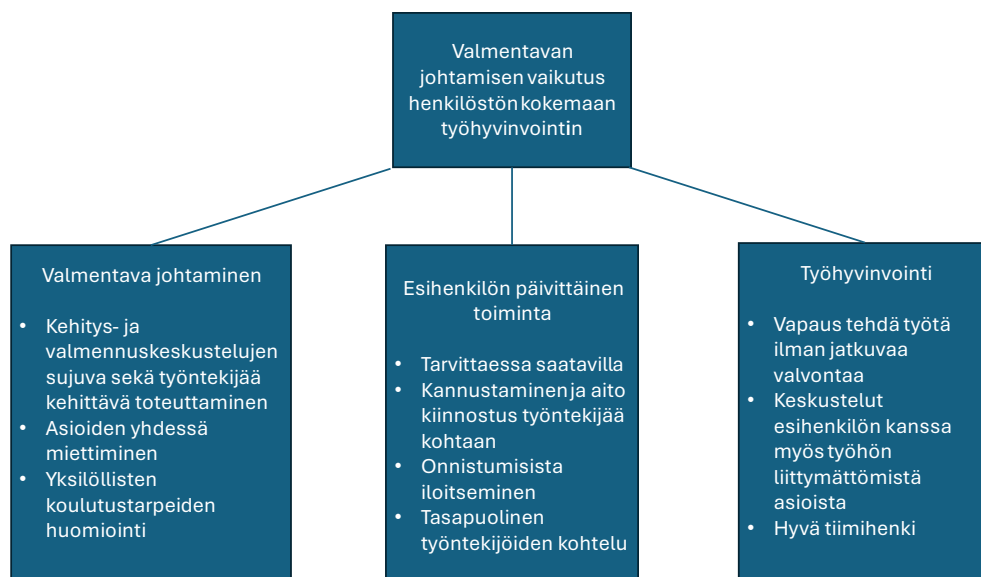 Valmentavan
johtamisen vaikutus
henkilöstön kokemaan
työhyvinvointin
Valmentava johtaminen
• Kehitys- ja
valmennuskeskustelujen
sujuva sekä työntekijää
kehittävä toteuttaminen
• Asioiden yhdessä
miettiminen
• Yksilöllisten
koulutustarpeiden
huomiointi
Esihenkilön päivittäinen
toiminta
• Tarvittaessa saatavilla
• Kannustaminen ja aito
kiinnostus työntekijää
kohtaan
• Onnistumisista
iloitseminen
• Tasapuolinen
työntekijöiden kohtelu
Työhyvinvointi
• Vapaus tehdä työtä
ilman jatkuvaa
valvontaa
• Keskustelut
esihenkilön kanssa
myös työhön
liittymättömistä
asioista
• Hyvä tiimihenki